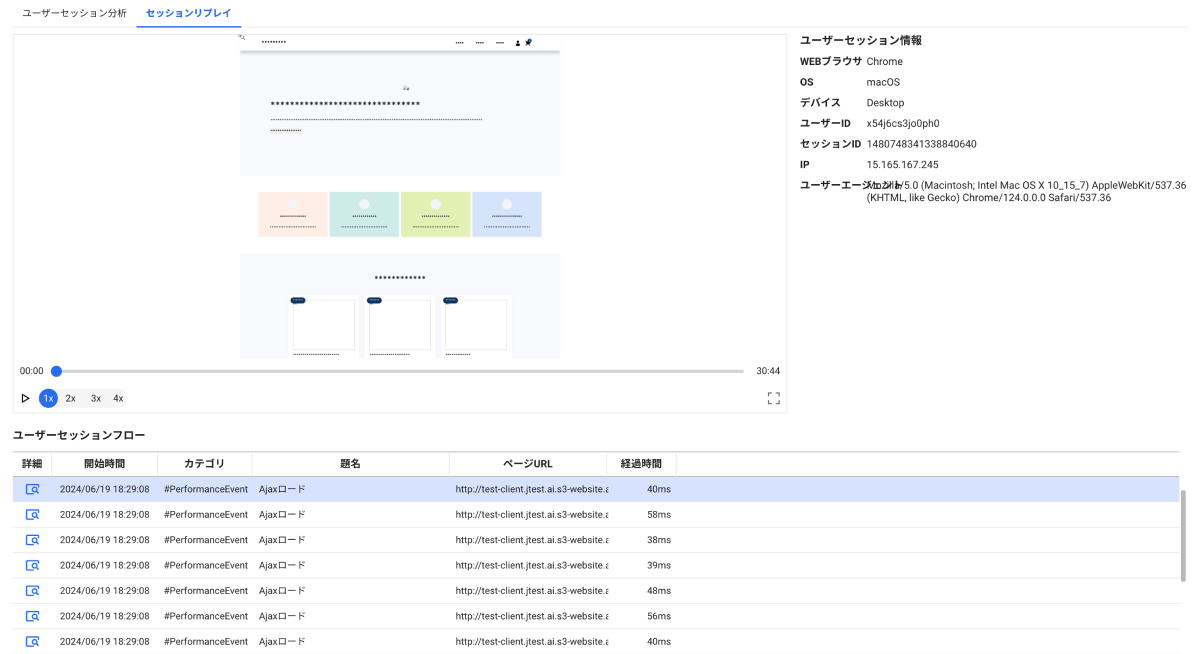 ユーザーセッション分析 セッションリプレイ
ユーザーセッション情報
WEBブラウザ Chrome
OS macOS
デバイス Desktop
ユーザーID x54j6cs3jo0ph0
セッションID 1480748341338840640
IP 15.165.167.245
ユーザーエージェント Mozilla/5.0 (Macintosh; Intel Mac OS X 10_15_7) AppleWebKit/537.36
(KHTML, like Gecko) Chrome/124.0.0.0 Safari/537.36
00:00 30:44
1x 2x 3x 4x
ユーザーセッションフロー
詳細 開始時間 カテゴリ 題名 ページURL 経過時間
2024/06/19 18:29:08 #PerformanceEvent Ajaxロード http://test-client.jtest.ai.s3-website.a 40ms
2024/06/19 18:29:08 #PerformanceEvent Ajaxロード http://test-client.jtest.ai.s3-website.a 58ms
2024/06/19 18:29:08 #PerformanceEvent Ajaxロード http://test-client.jtest.ai.s3-website.a 38ms
2024/06/19 18:29:08 #PerformanceEvent Ajaxロード http://test-client.jtest.ai.s3-website.a 39ms
2024/06/19 18:29:08 #PerformanceEvent Ajaxロード http://test-client.jtest.ai.s3-website.a 48ms
2024/06/19 18:29:08 #PerformanceEvent Ajaxロード http://test-client.jtest.ai.s3-website.a 56ms
2024/06/19 18:29:08 #PerformanceEvent Ajaxロード http://test-client.jtest.ai.s3-website.a 40ms